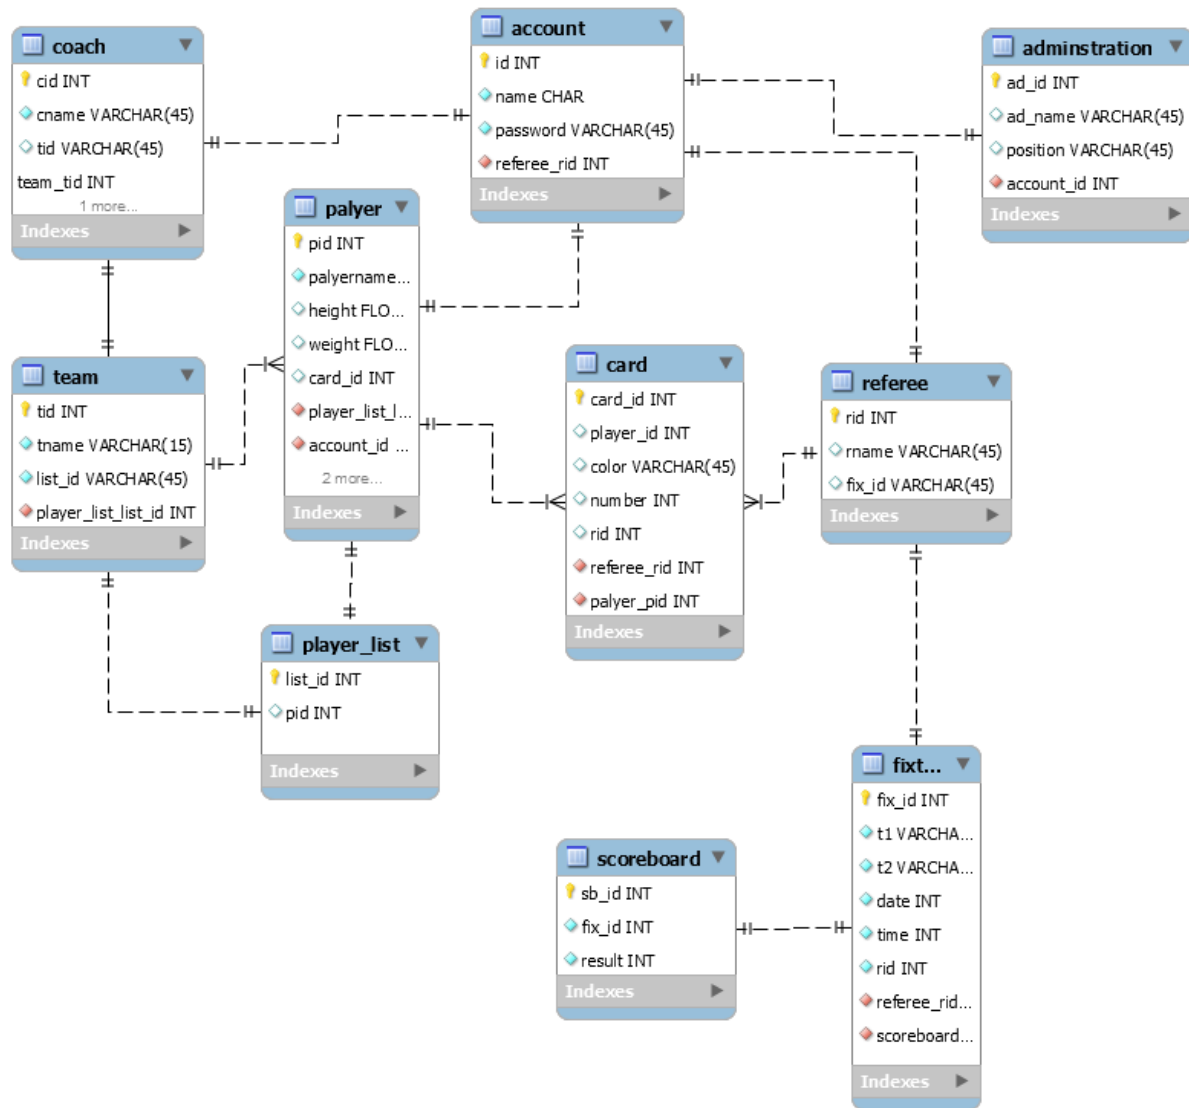 coach
cid INT
cname VARCHAR(45)
tid VARCHAR(45)
team_tid INT
1 more...
Indexes
account
id INT
name CHAR
password VARCHAR(45)
referee_rid INT
Indexes
adminstration
ad_id INT
ad_name VARCHAR(45)
position VARCHAR(45)
account_id INT
Indexes
palyer
pid INT
palyername...
height FLO...
weight FLO...
card_id INT
player_list_l...
account_id ...
2 more...
Indexes
team
tid INT
tname VARCHAR(15)
list_id VARCHAR(45)
player_list_list_id INT
Indexes
card
card_id INT
player_id INT
color VARCHAR(45)
number INT
rid INT
referee_rid INT
palyer_pid INT
Indexes
referee
rid INT
rname VARCHAR(45)
fix_id VARCHAR(45)
Indexes
player_list
list_id INT
pid INT
Indexes
fixt...
fix_id INT
t1 VARCHA...
t2 VARCHA...
date INT
time INT
rid INT
referee_rid...
scoreboard...
Indexes
scoreboard
sb_id INT
fix_id INT
result INT
Indexes